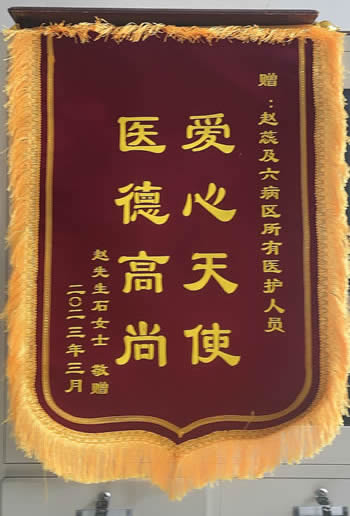 赠：赵蕊及六病区所有医护人员
爱心天使
医德高尚
赵先生石女士 敬赠
二〇二三年三月